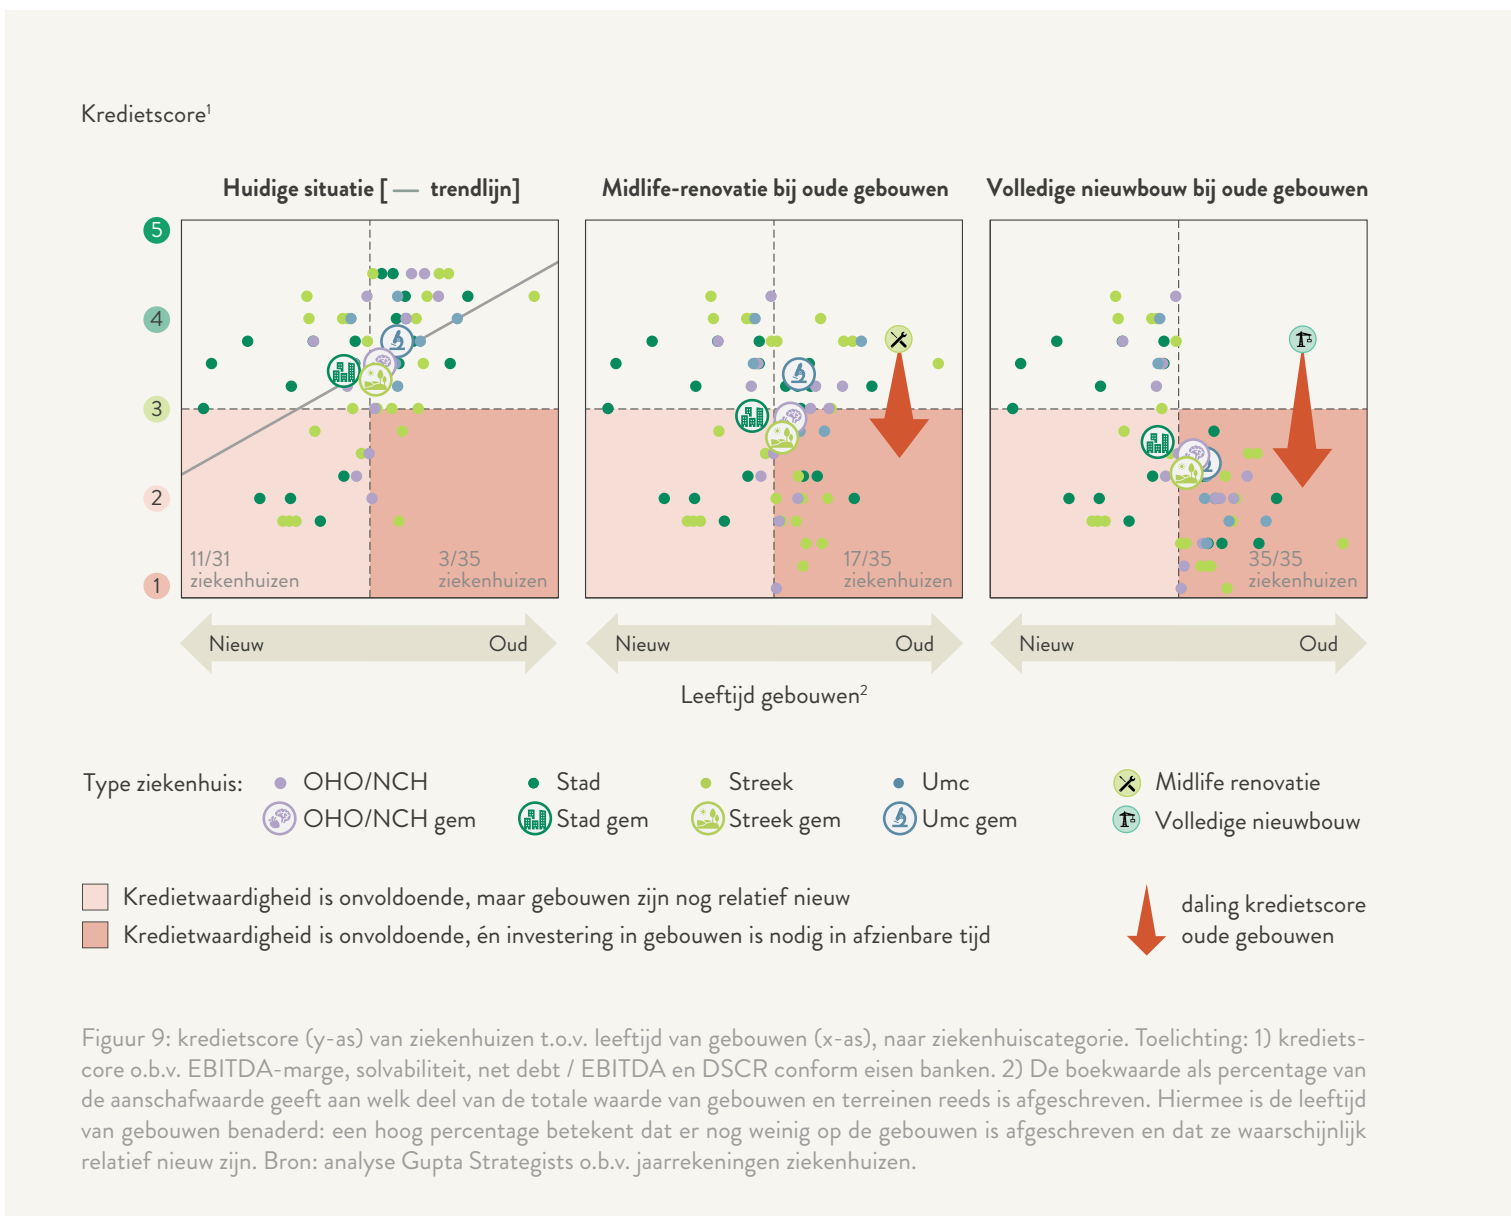 Kredietscore¹
Huidige situatie [ — trendlijn]
Midlife-renovatie bij oude gebouwen
Volledige nieuwbouw bij oude gebouwen
5
4
3
2
1
11/31
ziekenhuizen
3/35
ziekenhuizen
17/35
ziekenhuizen
35/35
ziekenhuizen
Nieuw
Oud
Nieuw
Oud
Nieuw
Oud
Leeftijd gebouwen²
Type ziekenhuis:
OHO/NCH
Stad
Streek
Umc
Midlife renovatie
OHO/NCH gem
Stad gem
Streek gem
Umc gem
Volledige nieuwbouw
Kredietwaardigheid is onvoldoende, maar gebouwen zijn nog relatief nieuw
Kredietwaardigheid is onvoldoende, én investering in gebouwen is nodig in afzienbare tijd
daling kredietscore
oude gebouwen
Figuur 9: kredietscore (y-as) van ziekenhuizen t.o.v. leeftijd van gebouwen (x-as), naar ziekenhuiscategorie. Toelichting: 1) krediets-
core o.b.v. EBITDA-marge, solvabiliteit, net debt / EBITDA en DSCR conform eisen banken. 2) De boekwaarde als percentage van
de aanschafwaarde geeft aan welk deel van de totale waarde van gebouwen en terreinen reeds is afgeschreven. Hiermee is de leeftijd
van gebouwen benaderd: een hoog percentage betekent dat er nog weinig op de gebouwen is afgeschreven en dat ze waarschijnlijk
relatief nieuw zijn. Bron: analyse Gupta Strategists o.b.v. jaarrekeningen ziekenhuizen.